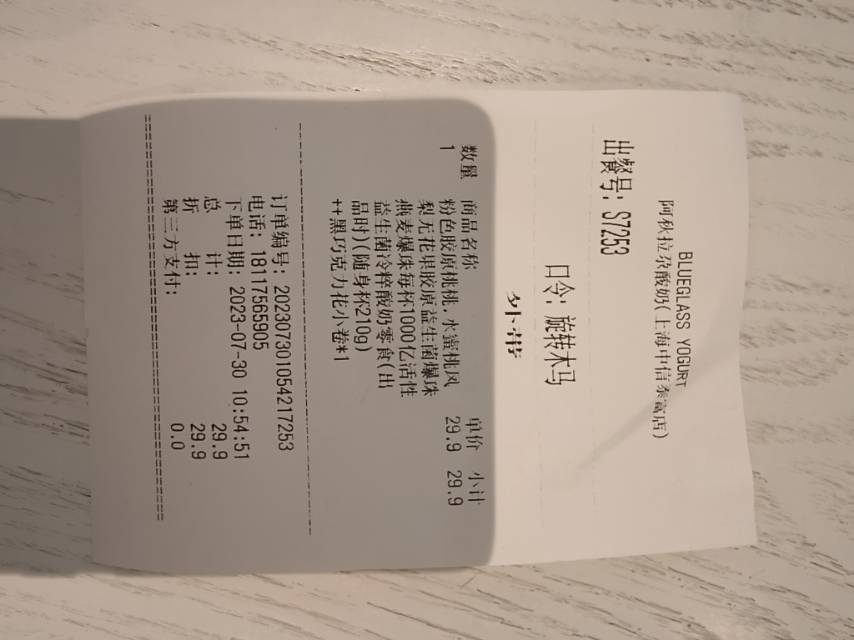 BLUEGLASS YOGURT
阿秋拉尕酸奶(上海中信泰富店)
出餐号: S7253
口令: 旋转木马
外带
数量 商品名称 单价 小计
1 粉色胶原桃桃.水蜜桃风 29.9 29.9
梨无花果胶原益生菌爆珠
燕麦爆珠每杯1000亿活性
益生菌冷粹酸奶零食(出
品时)(随身杯210g)
++黑巧克力花小卷*1
订单编号: 202307301054217253
电话: 18117565905
下单日期: 2023-07-30 10:54:51
总 计: 29.9
折 扣: 29.9
第三方支付: 0.0